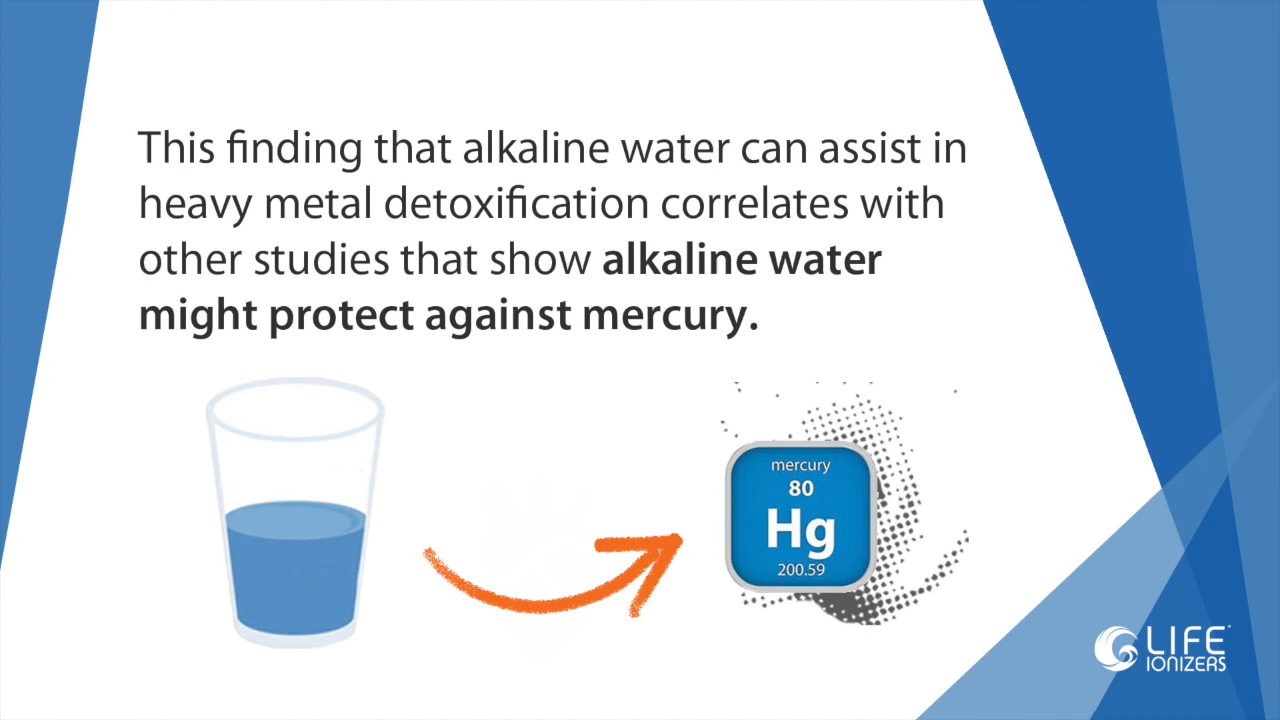 This finding that alkaline water can assist in
heavy metal detoxification correlates with
other studies that show alkaline water
might protect against mercury.
mercury
80
Hg
200.59
LIFE™
IONIZERS